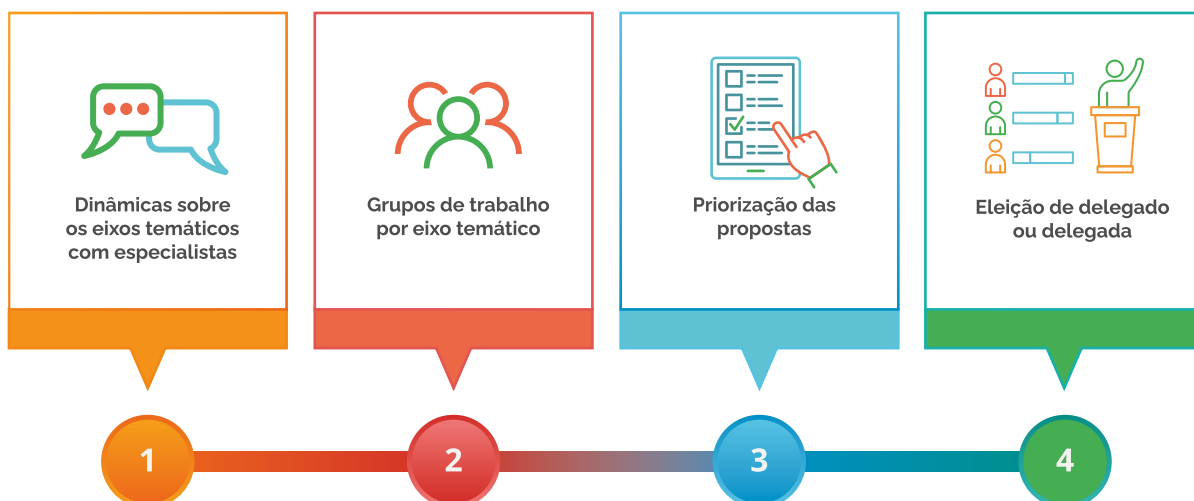 Dinâmicas sobre
os eixos temáticos
com especialistas
Grupos de trabalho
por eixo temático
Priorização das
propostas
Eleição de delegado
ou delegada
1
2
3
4